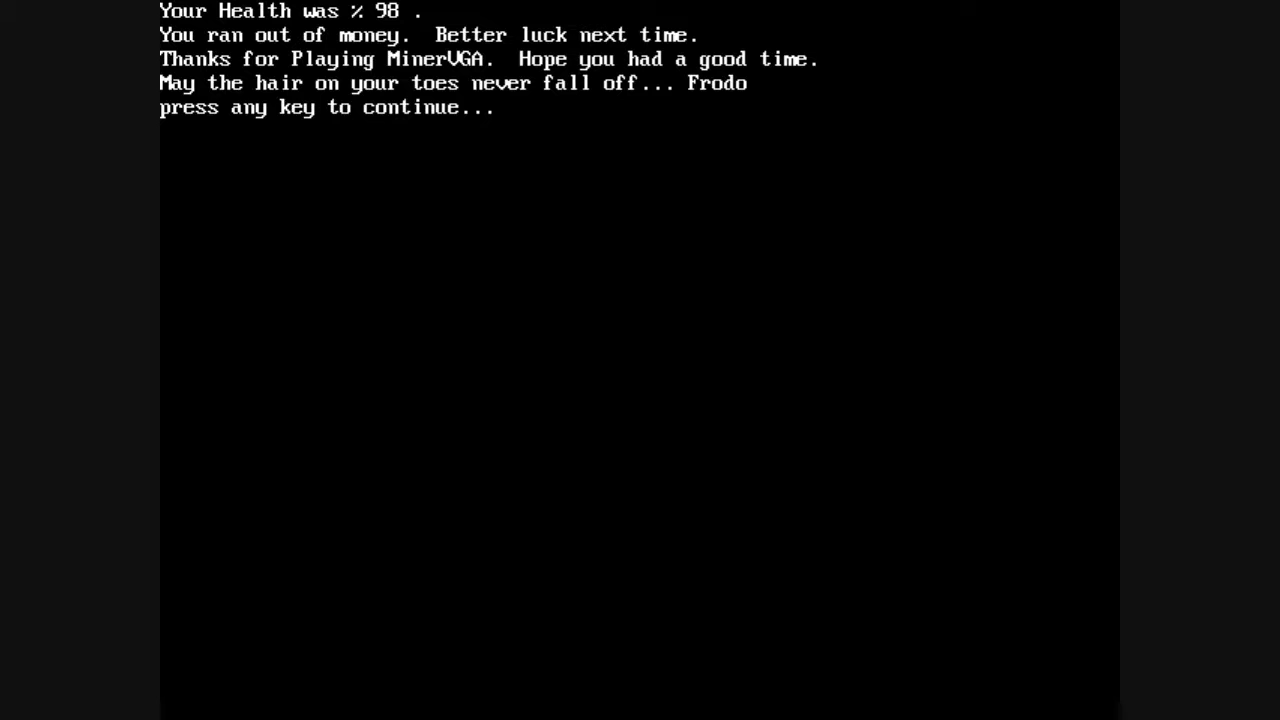 Your Health was % 98 .
You ran out of money.  Better luck next time.
Thanks for Playing MinerVGA.  Hope you had a good time.
May the hair on your toes never fall off... Frodo
press any key to continue...